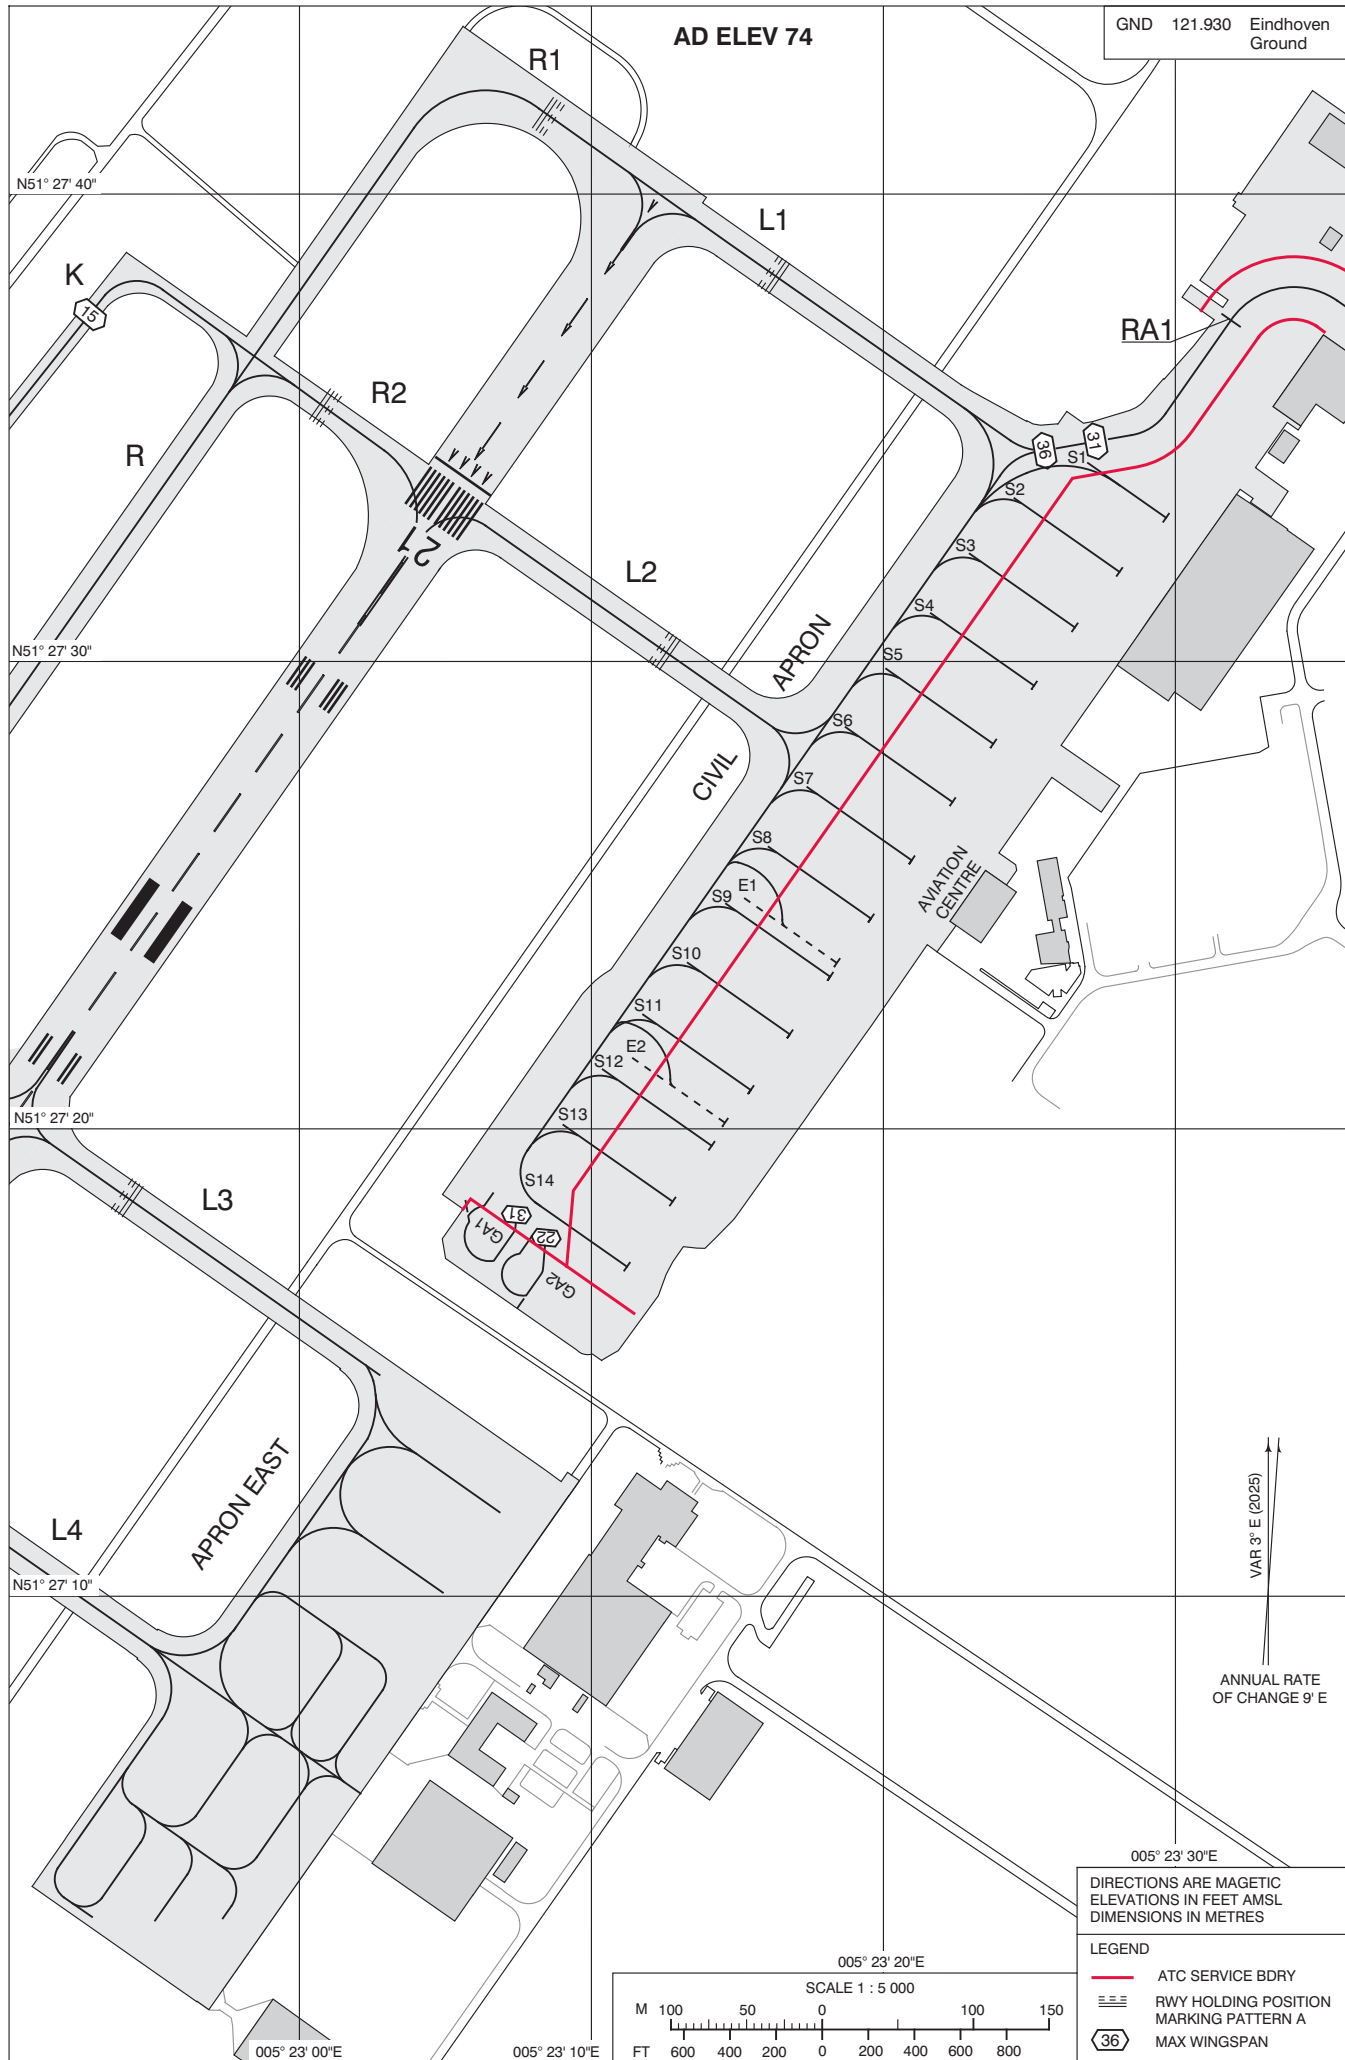 AD ELEV 74
GND 121.930 Eindhoven
Ground
R1
N51° 27' 40"
L1
K
15
RA1
R2
R
36
31
S1
S2
21
S3
L2
S4
APRON
N51° 27' 30"
S5
S6
CIVIL
S7
S8
AVIATION
CENTRE
E1
S9
S10
S11
E2
S12
N51° 27' 20"
S13
S14
L3
31
GA1
22
GA2
APRON EAST
L4
VAR 3° E (2025)
N51° 27' 10"
ANNUAL RATE
OF CHANGE 9' E
005° 23' 30"E
DIRECTIONS ARE MAGETIC
ELEVATIONS IN FEET AMSL
DIMENSIONS IN METRES
LEGEND
ATC SERVICE BDRY
RWY HOLDING POSITION
MARKING PATTERN A
36 MAX WINGSPAN
005° 23' 20"E
SCALE 1 : 5 000
M 100 50 0 100 150
FT 600 400 200 0 200 400 600 800
005° 23' 00"E
005° 23' 10"E